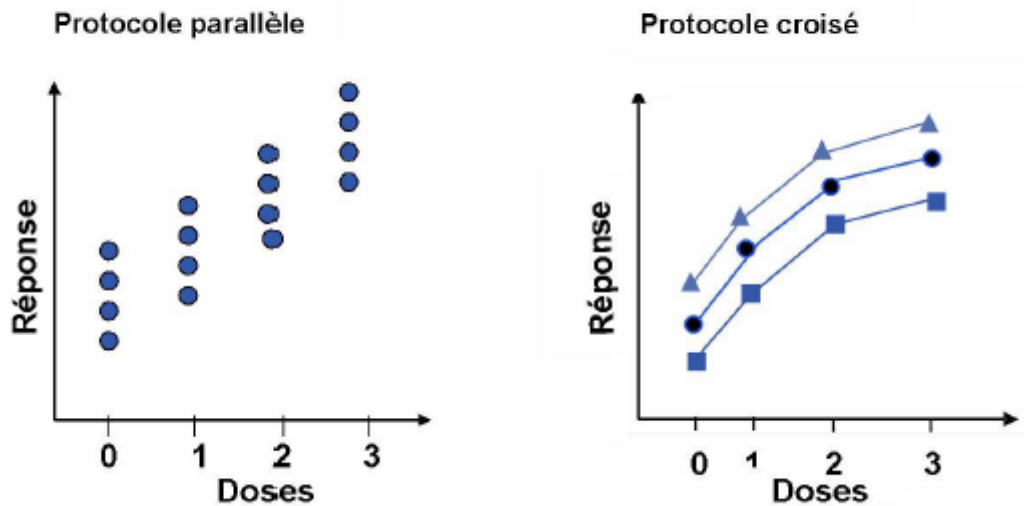 Protocole parallèle
Réponse
0 1 2 3
Doses
Protocole croisé
Réponse
0 1 2 3
Doses